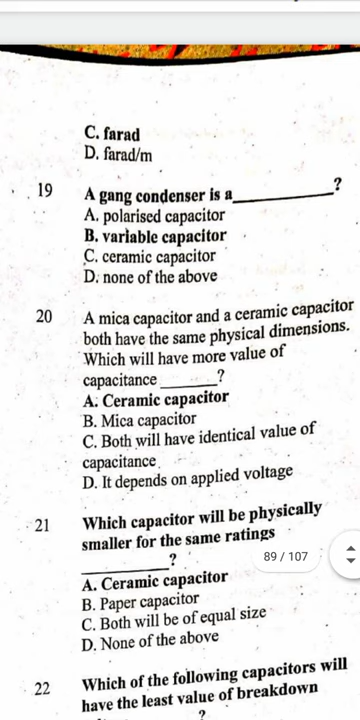 C. farad
D. farad/m
19 A gang condenser is a__________?
A. polarised capacitor
B. variable capacitor
C. ceramic capacitor
D. none of the above
20 A mica capacitor and a ceramic capacitor
both have the same physical dimensions.
Which will have more value of
capacitance ______?
A. Ceramic capacitor
B. Mica capacitor
C. Both will have identical value of
capacitance
D. It depends on applied voltage
21 Which capacitor will be physically
smaller for the same ratings
_________?
89 / 107
A. Ceramic capacitor
B. Paper capacitor
C. Both will be of equal size
D. None of the above
22 Which of the following capacitors will
have the least value of breakdown
?